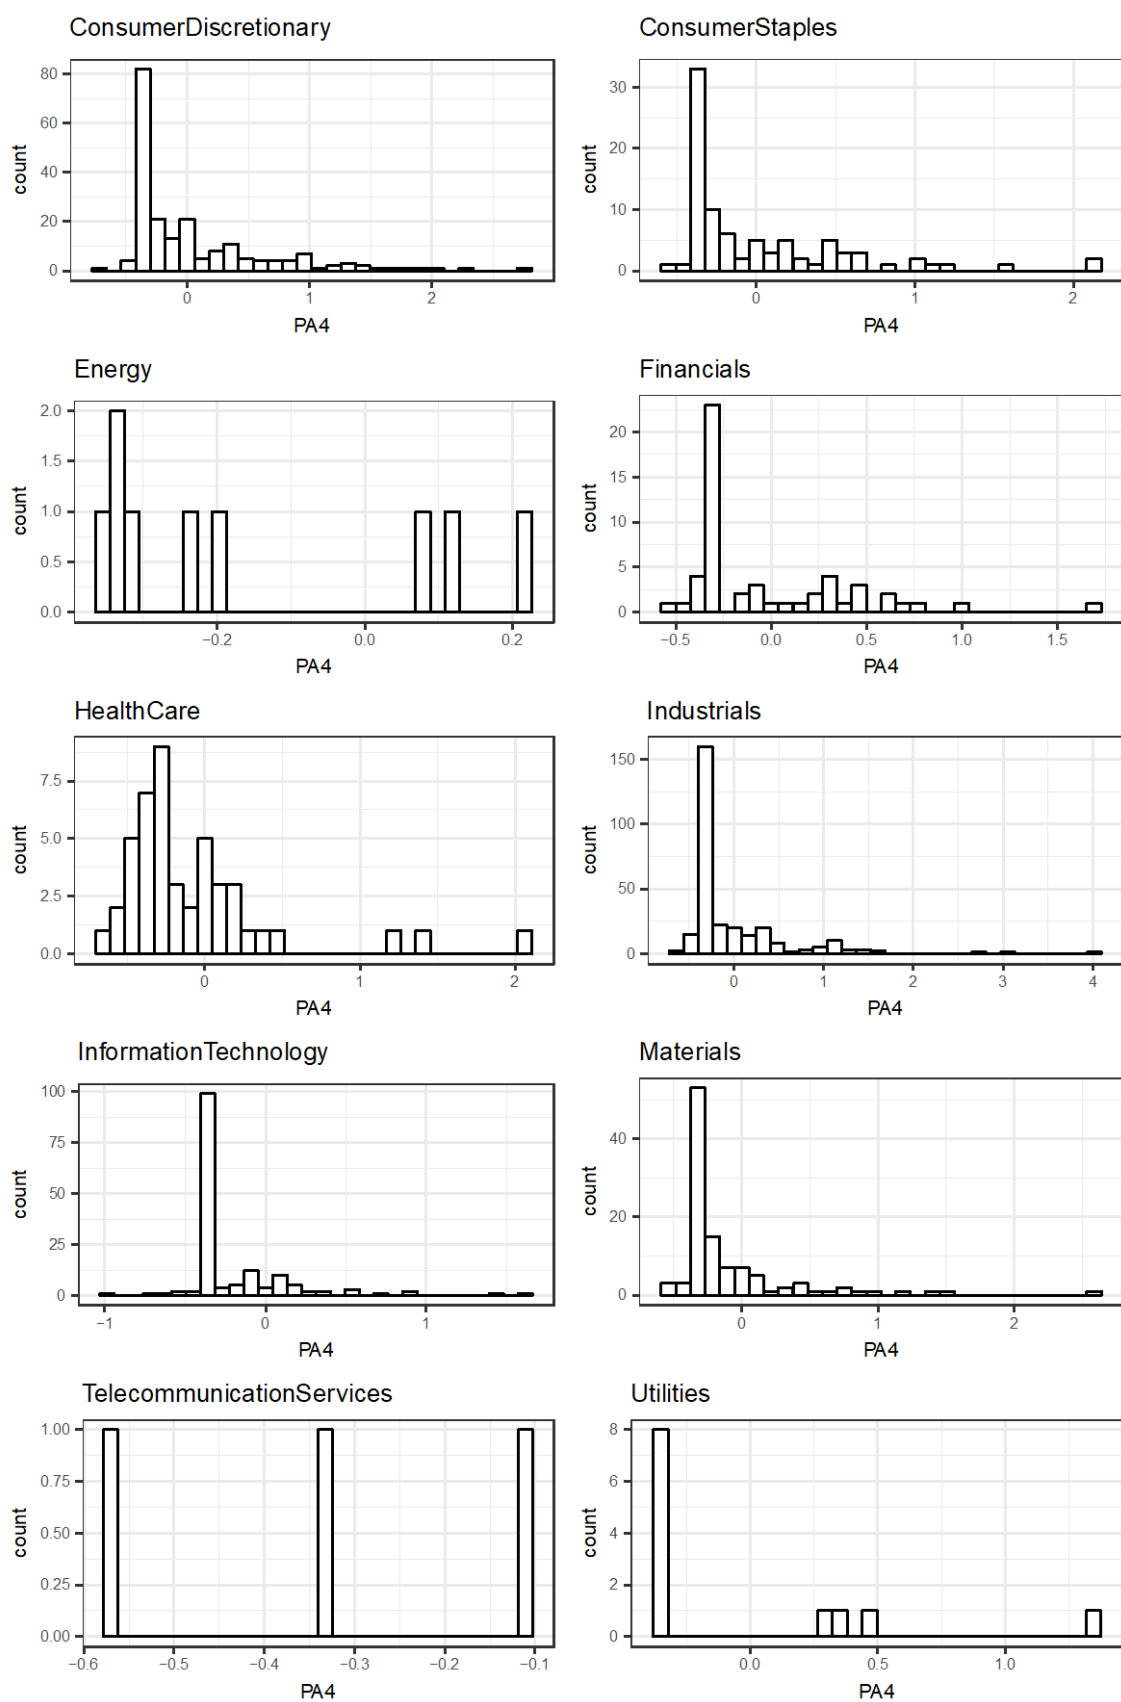 ConsumerDiscretionary
80
60
40
20
0
count
0 1 2
PA4
ConsumerStaples
30
20
10
0
count
0 1 2
PA4
Energy
2.0
1.5
1.0
0.5
0.0
count
−0.2 0.0 0.2
PA4
Financials
20
15
10
5
0
count
−0.5 0.0 0.5 1.0 1.5
PA4
HealthCare
7.5
5.0
2.5
0.0
count
0 1 2
PA4
Industrials
150
100
50
0
count
0 1 2 3 4
PA4
InformationTechnology
100
75
50
25
0
count
−1 0 1
PA4
Materials
40
20
0
count
0 1 2
PA4
TelecommunicationServices
1.00
0.75
0.50
0.25
0.00
count
−0.6 −0.5 −0.4 −0.3 −0.2 −0.1
PA4
Utilities
8
6
4
2
0
count
0.0 0.5 1.0
PA4